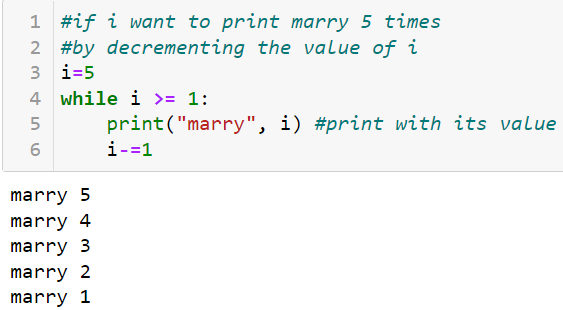 1 #if i want to print marry 5 times
2 #by decrementing the value of i
3 i=5
4 while i >= 1:
5     print("marry", i) #print with its value
6     i-=1
marry 5
marry 4
marry 3
marry 2
marry 1